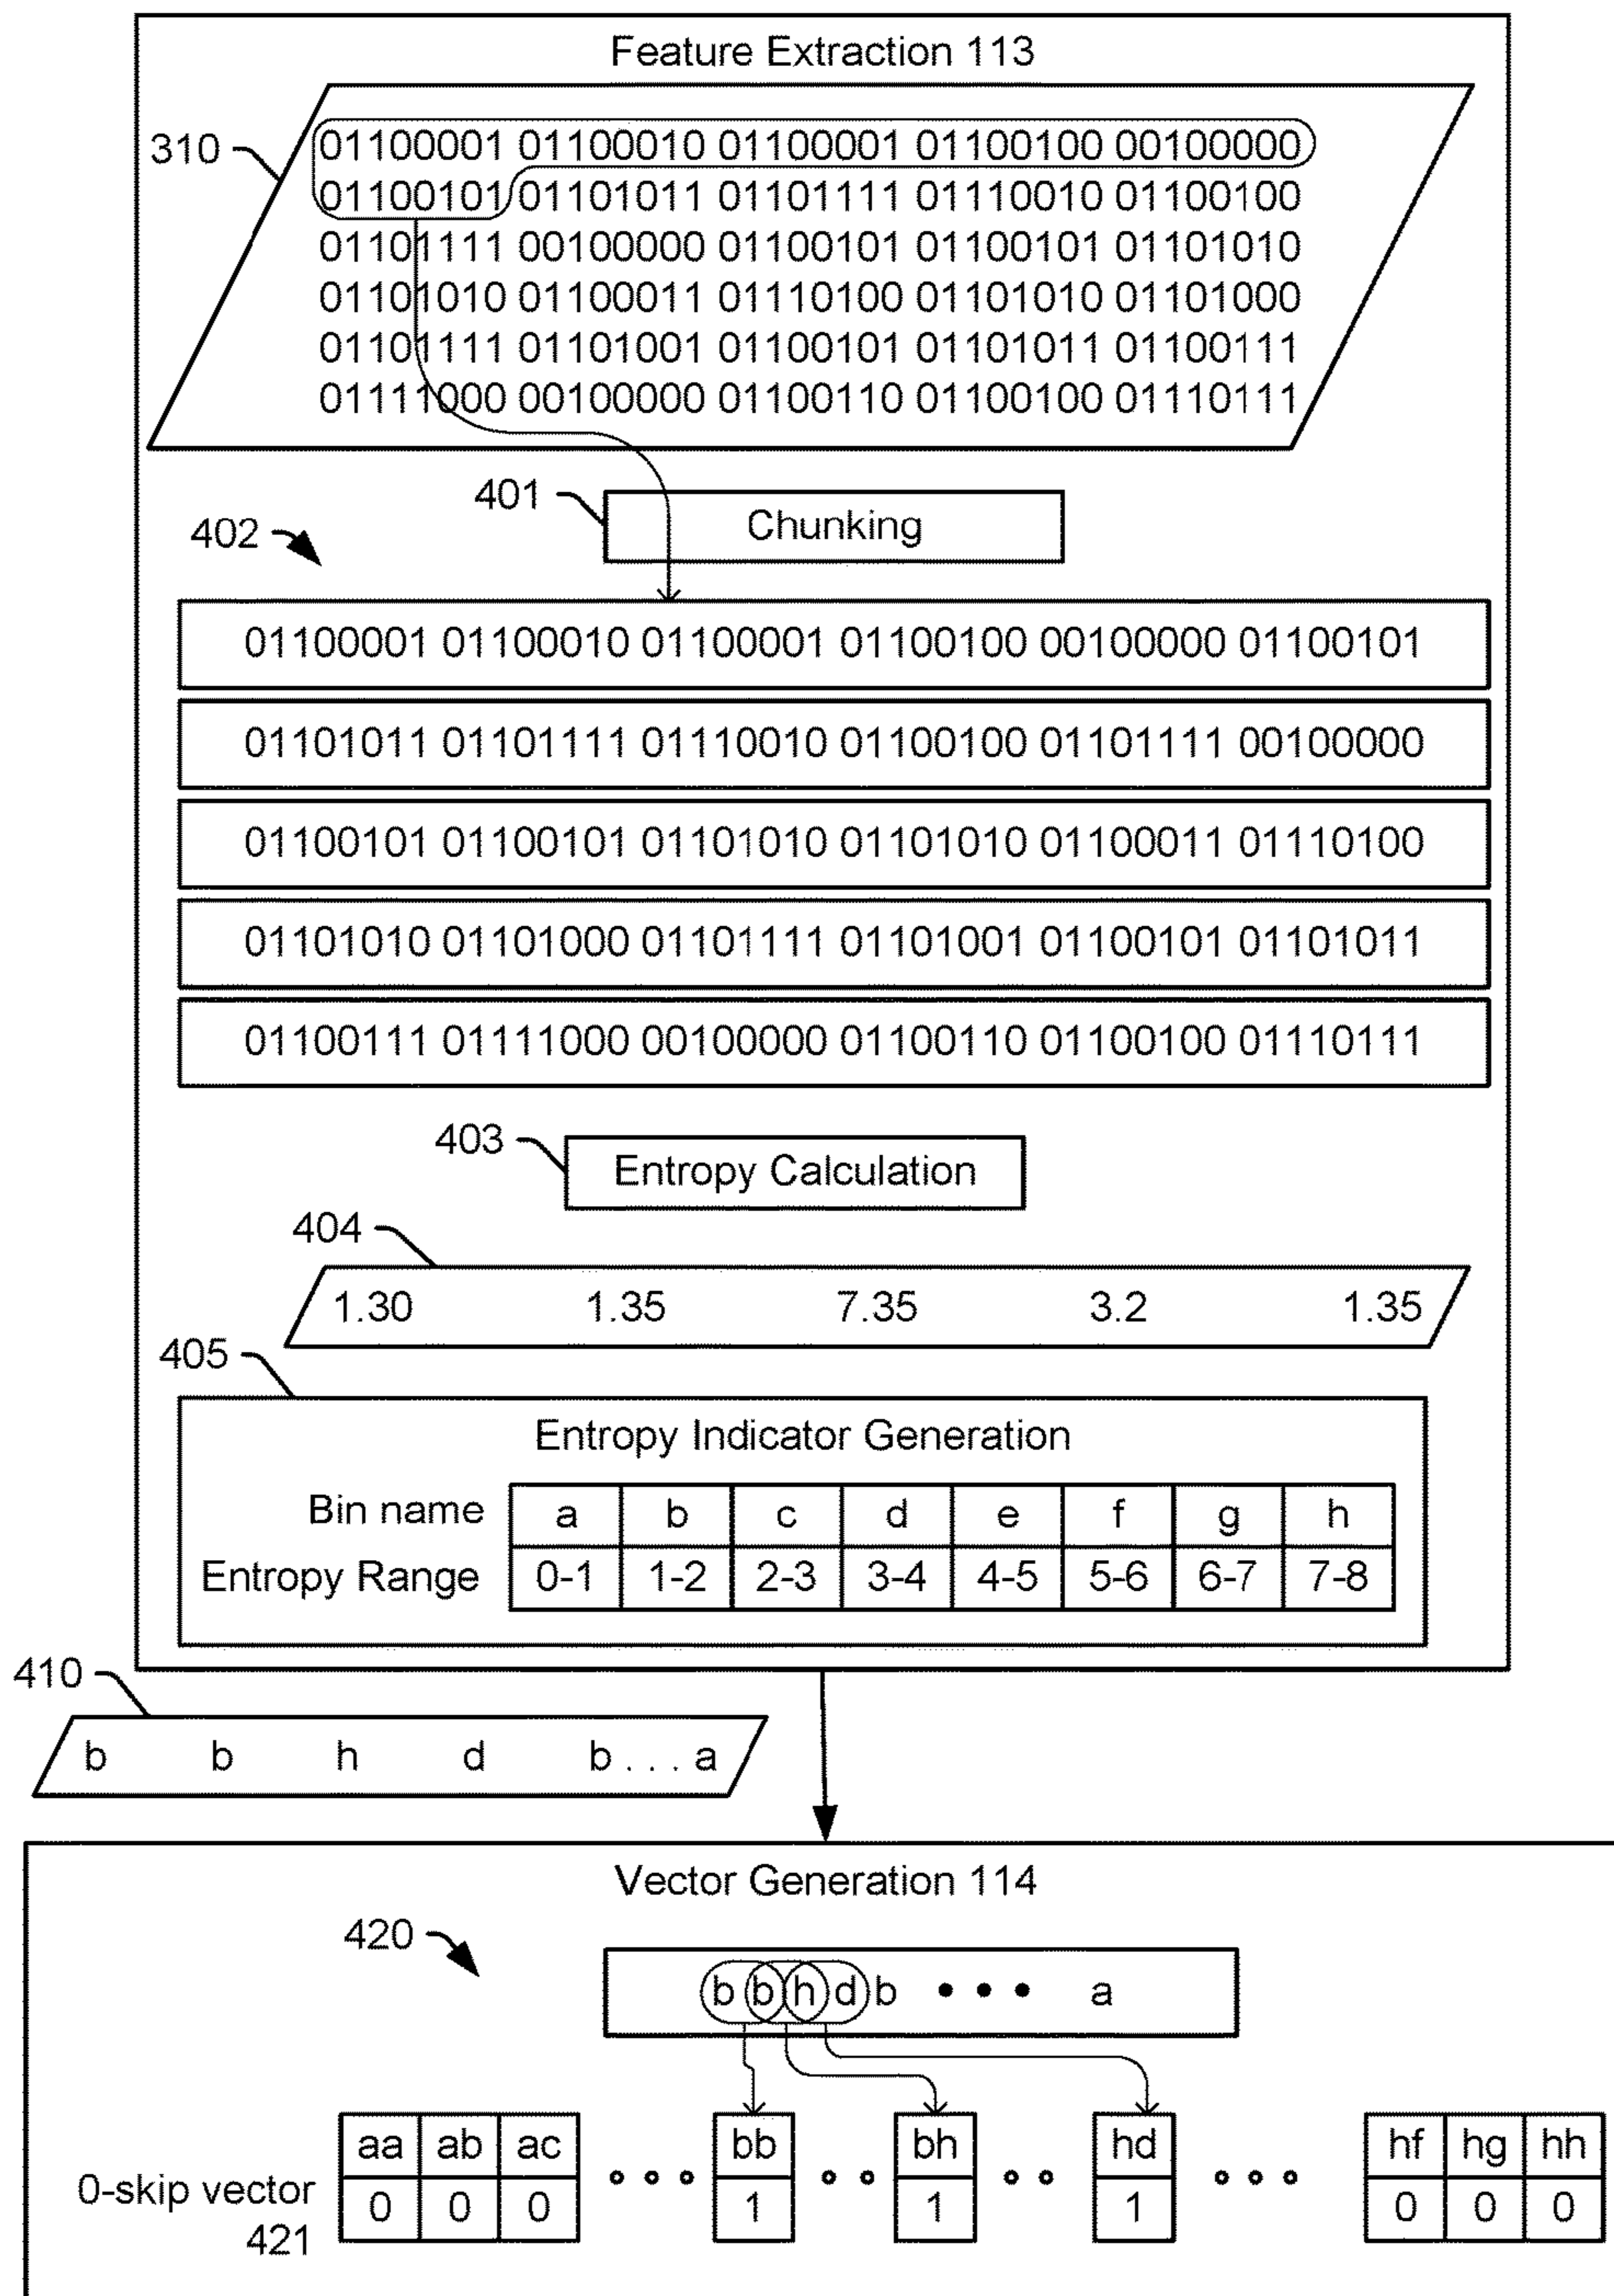 Feature Extraction 113
310
01100001 01100010 01100001 01100100 00100000
01100101 01101011 01101111 01110010 01100100
01101111 00100000 01100101 01100101 01101010
01101010 01100011 01110100 01101010 01101000
01101111 01101001 01100101 01101011 01100111
01111000 00100000 01100110 01100100 01110111
401
Chunking
402
01100001 01100010 01100001 01100100 00100000 01100101
01101011 01101111 01110010 01100100 01101111 00100000
01100101 01100101 01101010 01101010 01100011 01110100
01101010 01101000 01101111 01101001 01100101 01101011
01100111 01111000 00100000 01100110 01100100 01110111
403
Entropy Calculation
404
1.30 1.35 7.35 3.2 1.35
405
Entropy Indicator Generation
Bin name a b c d e f g h
Entropy Range 0-1 1-2 2-3 3-4 4-5 5-6 6-7 7-8
410
b b h d b . . . a
Vector Generation 114
420
b b h d b • • • a
aa ab ac bb bh hd hf hg hh
0-skip vector 0 0 0 1 1 1 0 0 0
421